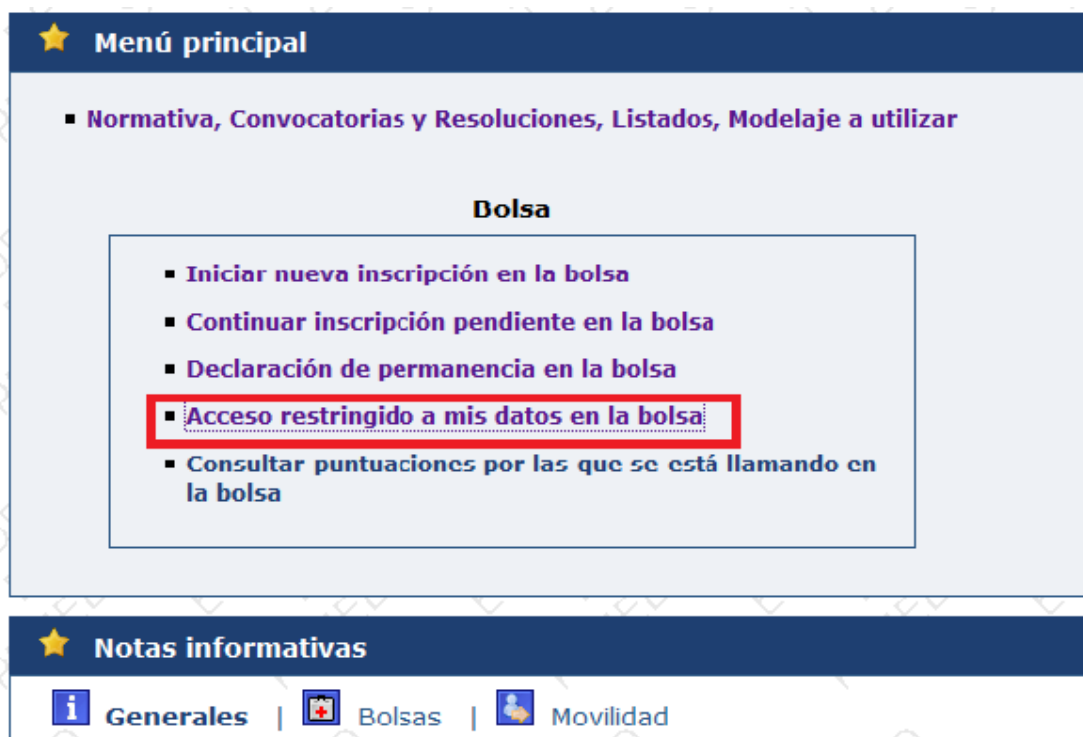 Menú principal
Normativa, Convocatorias y Resoluciones, Listados, Modelaje a utilizar
Bolsa
Iniciar nueva inscripción en la bolsa
Continuar inscripción pendiente en la bolsa
Declaración de permanencia en la bolsa
Acceso restringido a mis datos en la bolsa
Consultar puntuaciones por las que se está llamando en
la bolsa
Notas informativas
Generales | Bolsas | Movilidad